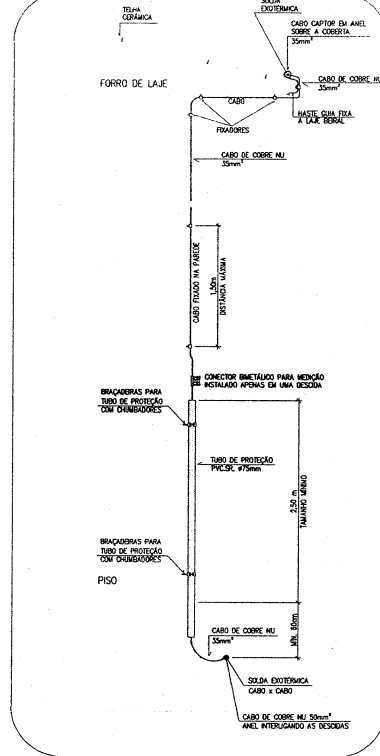 TELHA
CERÂMICA
SOLDA
EXOTÉRMICA
CABO CAPTOR EM ANEL
SOBRE A COBERTA
35mm²
FORRO DE LAJE
CABO DE COBRE NU
35mm²
CABO
HASTE GUIA FIXA
A LAJE BEIRAL
FIXADORES
CABO DE COBRE NU
35mm²
CABO FIXADO NA PAREDE
1,50m
DISTÂNCIA MÁXIMA
CONECTOR BIMETÁLICO PARA MEDIÇÃO
INSTALADO APENAS EM UMA DESCIDA
BRAÇADEIRAS PARA
TUBO DE PROTEÇÃO
COM CHUMBADORES
TUBO DE PROTEÇÃO
PVC.SR. ø75mm
2,50 m
TAMANHO MÍNIMO
BRAÇADEIRAS PARA
TUBO DE PROTEÇÃO
COM CHUMBADORES
PISO
MÍN. 60cm
CABO DE COBRE NU
35mm²
SOLDA EXOTÉRMICA
CABO x CABO
CABO DE COBRE NU 50mm²
ANEL INTERLIGANDO AS DESCIDAS